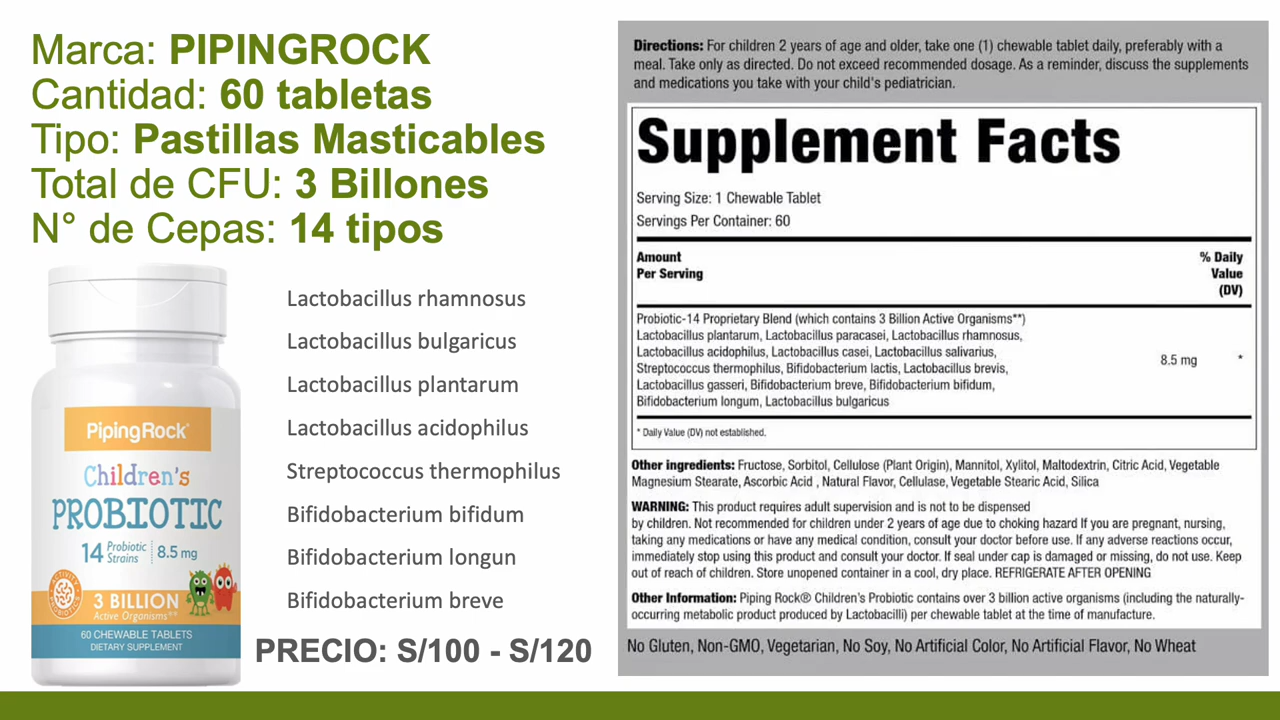 Marca: PIPINGROCK
Cantidad: 60 tabletas
Tipo: Pastillas Masticables
Total de CFU: 3 Billones
N° de Cepas: 14 tipos
PipingRock®
Children's
PROBIOTIC
14 Probiotic Strains 8.5 mg
3 BILLION
Active Organisms**
60 CHEWABLE TABLETS
DIETARY SUPPLEMENT
Lactobacillus rhamnosus
Lactobacillus bulgaricus
Lactobacillus plantarum
Lactobacillus acidophilus
Streptococcus thermophilus
Bifidobacterium bifidum
Bifidobacterium longun
Bifidobacterium breve
PRECIO: S/100 - S/120
Directions: For children 2 years of age and older, take one (1) chewable tablet daily, preferably with a
meal. Take only as directed. Do not exceed recommended dosage. As a reminder, discuss the supplements
and medications you take with your child's pediatrician.
Supplement Facts
Serving Size: 1 Chewable Tablet
Servings Per Container: 60
Amount
Per Serving
% Daily
Value
(DV)
Probiotic-14 Proprietary Blend (which contains 3 Billion Active Organisms**)
Lactobacillus plantarum, Lactobacillus paracasei, Lactobacillus rhamnosus,
Lactobacillus acidophilus, Lactobacillus casei, Lactobacillus salivarius,
Streptococcus thermophilus, Bifidobacterium lactis, Lactobacillus brevis,
Lactobacillus gasseri, Bifidobacterium breve, Bifidobacterium bifidum,
Bifidobacterium longum, Lactobacillus bulgaricus
8.5 mg *
* Daily Value (DV) not established.
Other ingredients: Fructose, Sorbitol, Cellulose (Plant Origin), Mannitol, Xylitol, Maltodextrin, Citric Acid, Vegetable
Magnesium Stearate, Ascorbic Acid , Natural Flavor, Cellulase, Vegetable Stearic Acid, Silica
WARNING: This product requires adult supervision and is not to be dispensed
by children. Not recommended for children under 2 years of age due to choking hazard If you are pregnant, nursing,
taking any medications or have any medical condition, consult your doctor before use. If any adverse reactions occur,
immediately stop using this product and consult your doctor. If seal under cap is damaged or missing, do not use. Keep
out of reach of children. Store unopened container in a cool, dry place. REFRIGERATE AFTER OPENING
Other Information: Piping Rock® Children's Probiotic contains over 3 billion active organisms (including the naturally-
occurring metabolic product produced by Lactobacilli) per chewable tablet at the time of manufacture.
No Gluten, Non-GMO, Vegetarian, No Soy, No Artificial Color, No Artificial Flavor, No Wheat